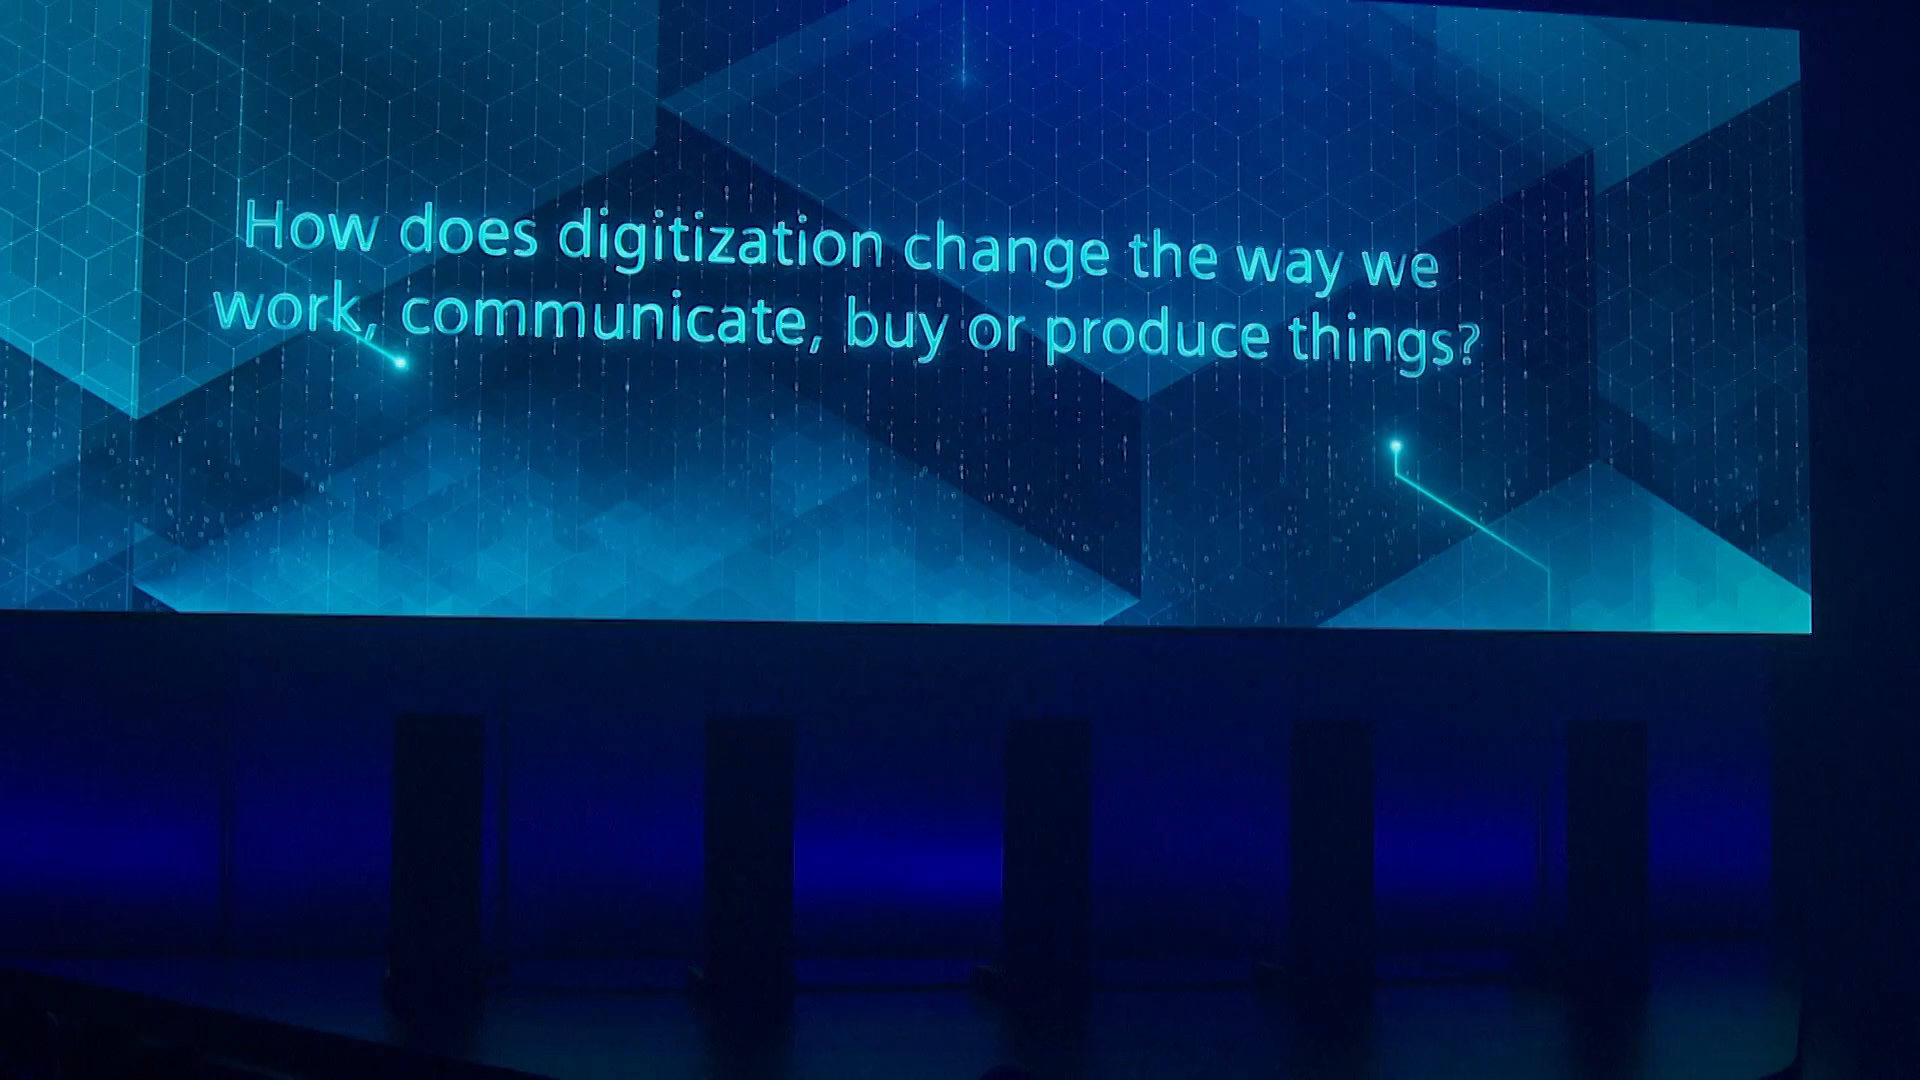 How does digitization change the way we
work, communicate, buy or produce things?